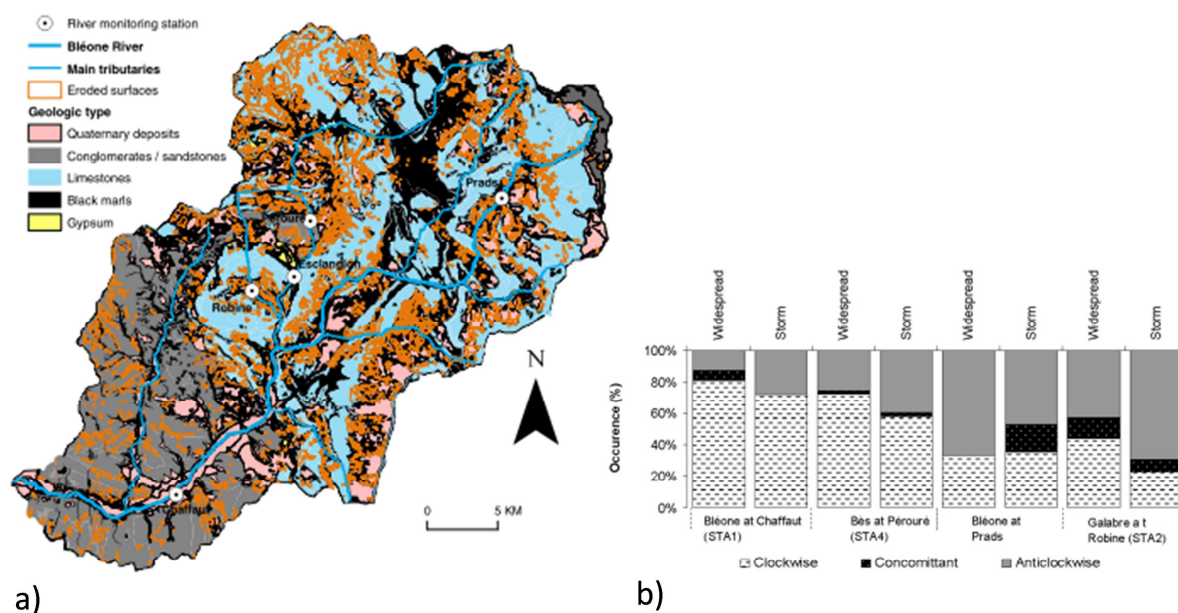 River monitoring station
Bléone River
Main tributaries
Eroded surfaces
Geologic type
Quaternary deposits
Conglomerates / sandstones
Limestones
Black marls
Gypsum
Prads
Esclangon
Robine
Chaffaut
N
0 5 KM
a)
Widespread Storm Widespread Storm Widespread Storm Widespread Storm
Occurence (%)
100%
80%
60%
40%
20%
0%
Bléone at Chaffaut
(STA1)
Bès at Pérouré
(STA4)
Bléone at
Prads
Galabre a t
Robine (STA2)
Clockwise Concomittant Anticlockwise
b)